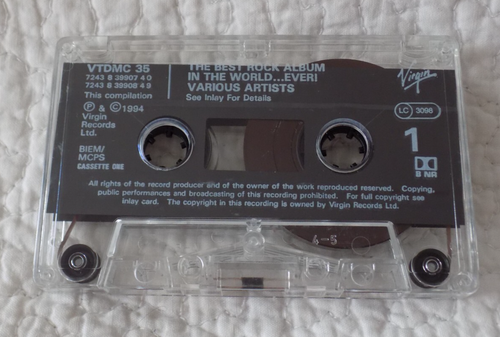 VTDMC 35
7243 8 39907 4 0
7243 8 39908 4 9
This compilation
℗ & © 1994
Virgin
Records
Ltd.
BIEM/
MCPS
CASSETTE ONE
THE BEST ROCK ALBUM
IN THE WORLD...EVER!
VARIOUS ARTISTS
See Inlay For Details
Virgin
LC 3098
1
B NR
All rights of the record producer and of the owner of the work reproduced reserved. Copying,
public performances and broadcasting of this recording prohibited. For full copyright see
inlay card. The copyright in this recording is owned by Virgin Records Ltd.
4-5